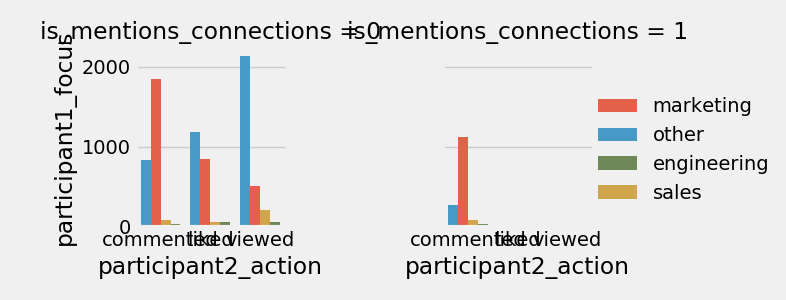 is_mentions_connections = 0
is_mentions_connections = 1
participant1_focus
2000
1000
0
commented liked viewed
commented liked viewed
participant2_action
participant2_action
marketing
other
engineering
sales